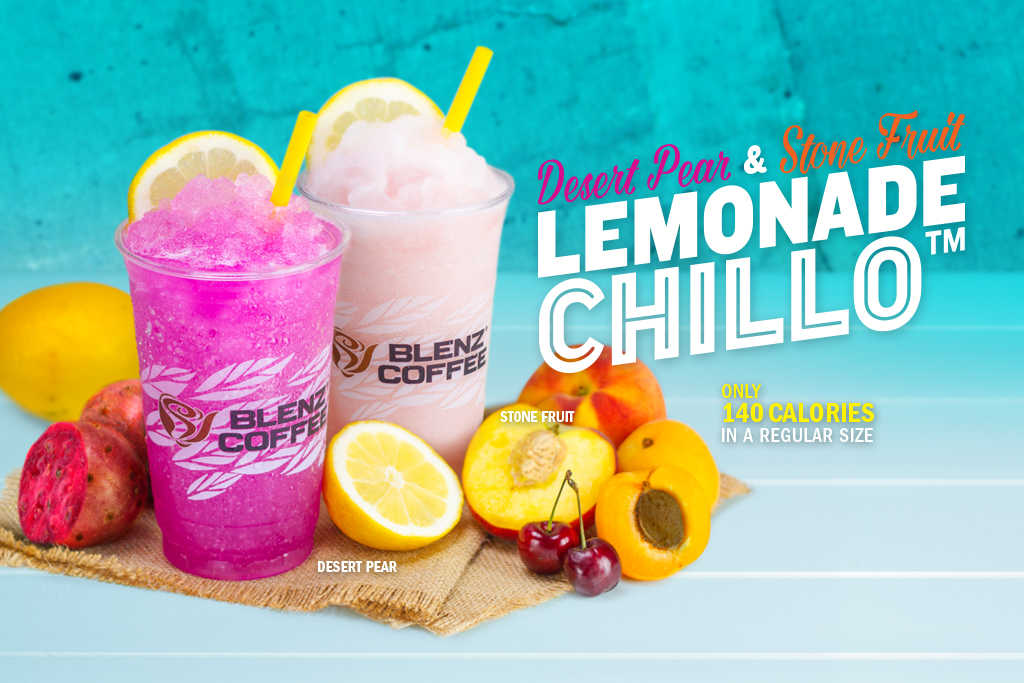 Desert Pear & Stone Fruit
LEMONADE
CHILLO™
ONLY
140 CALORIES
IN A REGULAR SIZE
BLENZ
COFFEE
BLENZ
COFFEE
STONE FRUIT
DESERT PEAR